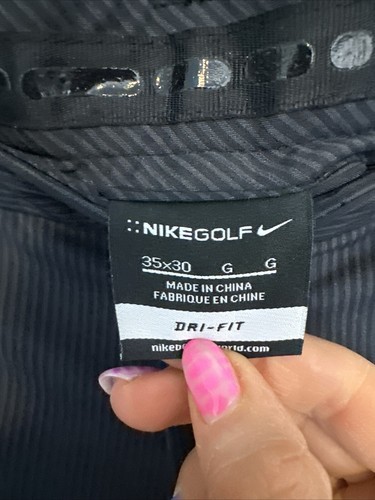 NIKEGOLF
35x30 G G
MADE IN CHINA
FABRIQUE EN CHINE
DRI-FIT